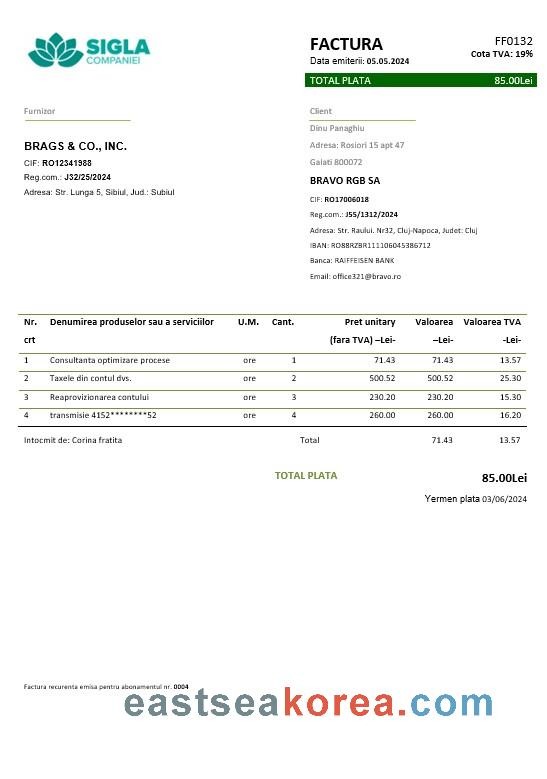 SIGLA
COMPANIEI
FACTURA
FF0132
Data emiterii: 05.05.2024
Cota TVA: 19%
TOTAL PLATA 85.00Lei
Furnizor
BRAGS & CO., INC.
CIF: RO12341988
Reg.com.: J32/25/2024
Adresa: Str. Lunga 5, Sibiul, Jud.: Subiul
Client
Dinu Panaghiu
Adresa: Rosiori 15 apt 47
Galati 800072
BRAVO RGB SA
CIF: RO17006018
Reg.com.: J55/1312/2024
Adresa: Str. Raului. Nr32, Cluj-Napoca, Judet: Cluj
IBAN: RO88RZBR111106045386712
Banca: RAIFFEISEN BANK
Email: office321@bravo.ro
Nr. Denumirea produselor sau a serviciilor U.M. Cant. Pret unitary Valoarea Valoarea TVA
crt (fara TVA) –Lei- –Lei– -Lei-
1 Consultanta optimizare procese ore 1 71.43 71.43 13.57
2 Taxele din contul dvs. ore 2 500.52 500.52 25.30
3 Reaprovizionarea contului ore 3 230.20 230.20 15.30
4 transmisie 4152********52 ore 4 260.00 260.00 16.20
Intocmit de: Corina fratita Total 71.43 13.57
TOTAL PLATA 85.00Lei
Yermen plata 03/06/2024
Factura recurenta emisa pentru abonamentul nr. 0004
eastseakorea.com